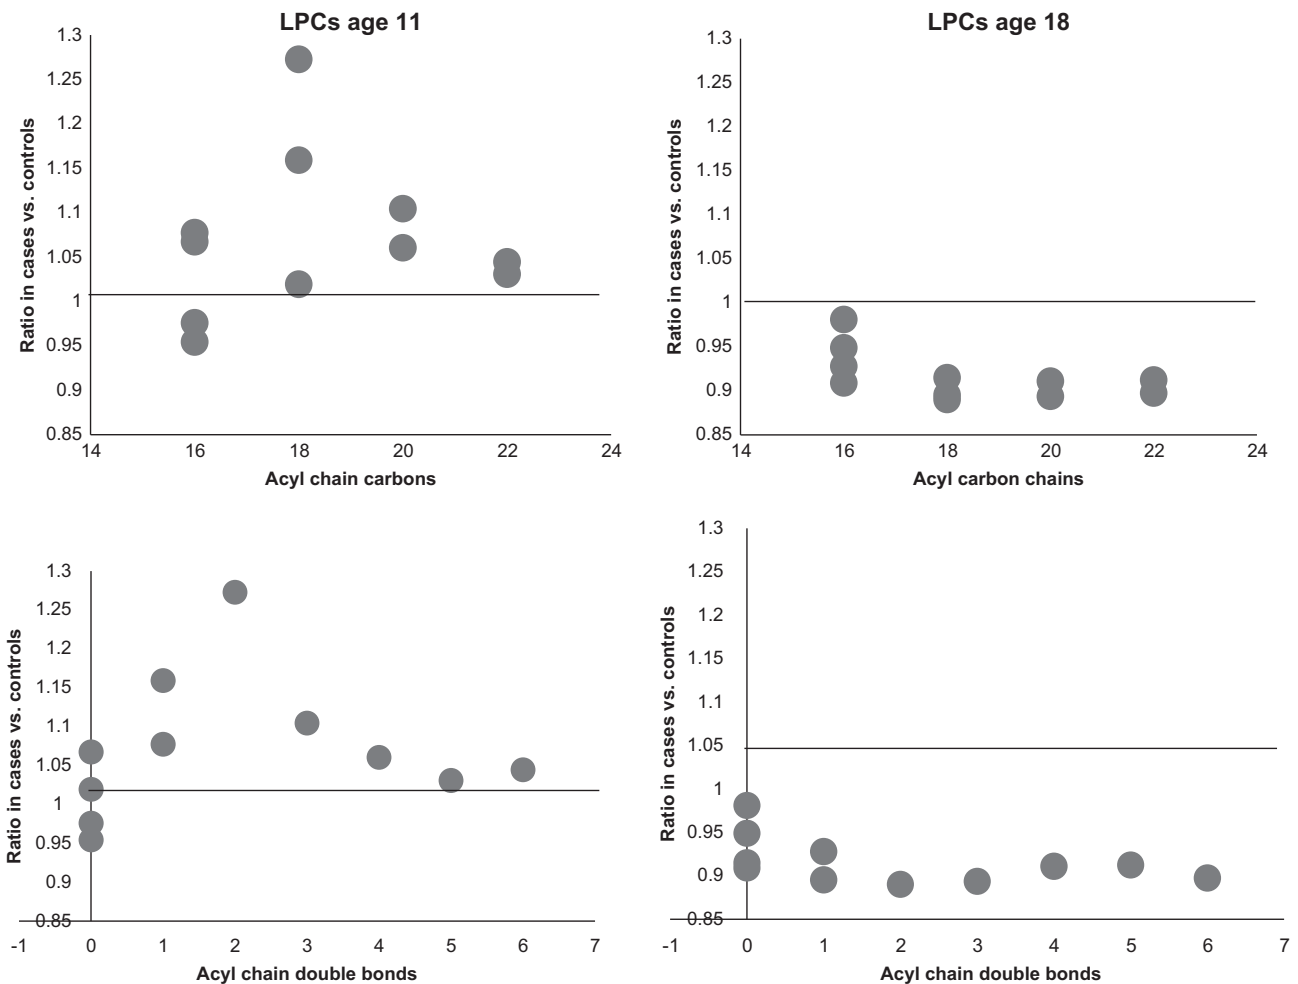 LPCs age 11
1.3
1.25
1.2
1.15
1.1
1.05
1
0.95
0.9
0.85
Ratio in cases vs. controls
14 16 18 20 22 24
Acyl chain carbons
LPCs age 18
1.3
1.25
1.2
1.15
1.1
1.05
1
0.95
0.9
0.85
Ratio in cases vs. controls
14 16 18 20 22 24
Acyl carbon chains
1.3
1.25
1.2
1.15
1.1
1.05
1
0.95
0.9
0.85
Ratio in cases vs. controls
-1 0 1 2 3 4 5 6 7
Acyl chain double bonds
1.3
1.25
1.2
1.15
1.1
1.05
1
0.95
0.9
0.85
Ratio in cases vs. controls
-1 0 1 2 3 4 5 6 7
Acyl chain double bonds